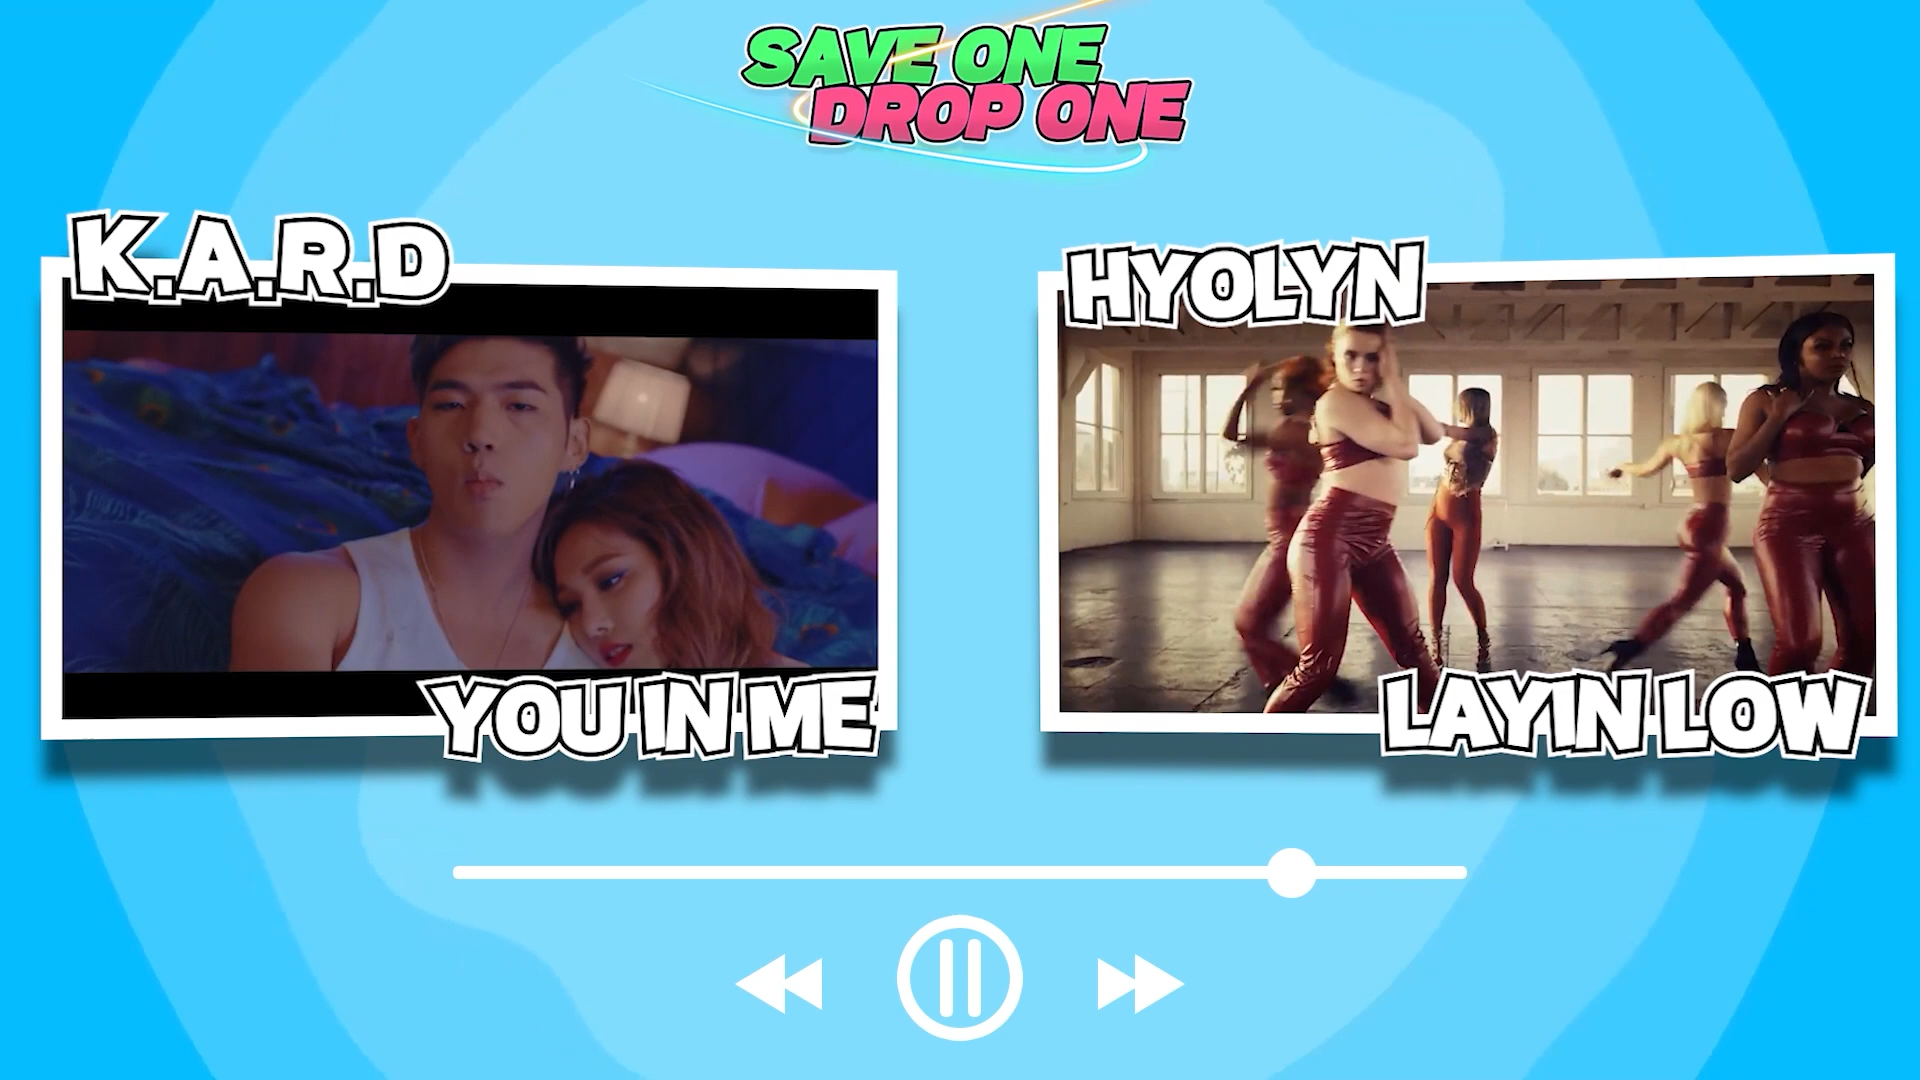 SAVE ONE
DROP ONE
K.A.R.D
YOU IN ME
HYOLYN
LAYIN LOW